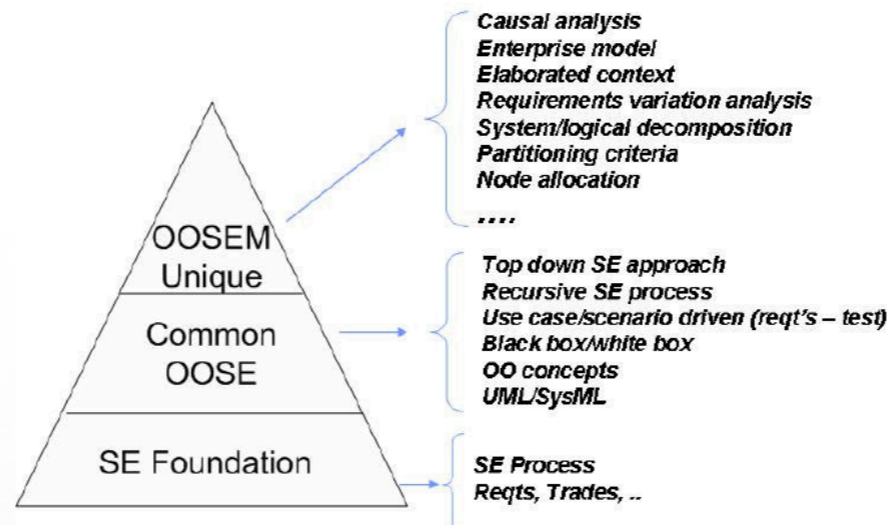 Causal analysis
Enterprise model
Elaborated context
Requirements variation analysis
System/logical decomposition
Partitioning criteria
Node allocation
....
OOSEM
Unique
Top down SE approach
Recursive SE process
Use case/scenario driven (reqt's – test)
Black box/white box
OO concepts
UML/SysML
Common
OOSE
SE Foundation
SE Process
Reqts, Trades, ..